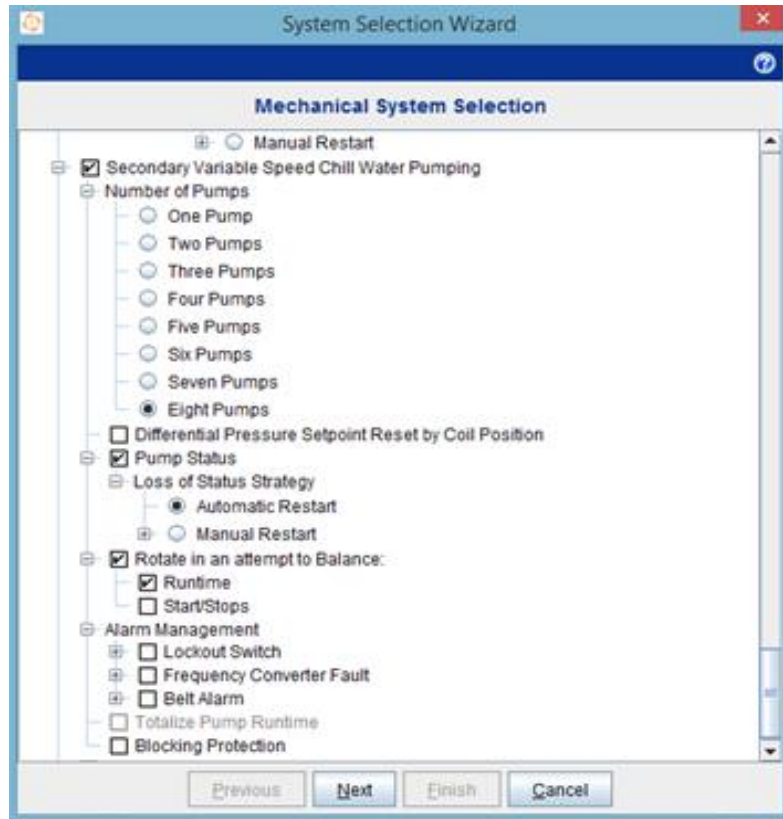 System Selection Wizard
Mechanical System Selection
Manual Restart
Secondary Variable Speed Chill Water Pumping
Number of Pumps
One Pump
Two Pumps
Three Pumps
Four Pumps
Five Pumps
Six Pumps
Seven Pumps
Eight Pumps
Differential Pressure Setpoint Reset by Coil Position
Pump Status
Loss of Status Strategy
Automatic Restart
Manual Restart
Rotate in an attempt to Balance:
Runtime
Start/Stops
Alarm Management
Lockout Switch
Frequency Converter Fault
Belt Alarm
Totalize Pump Runtime
Blocking Protection
Previous Next Finish Cancel